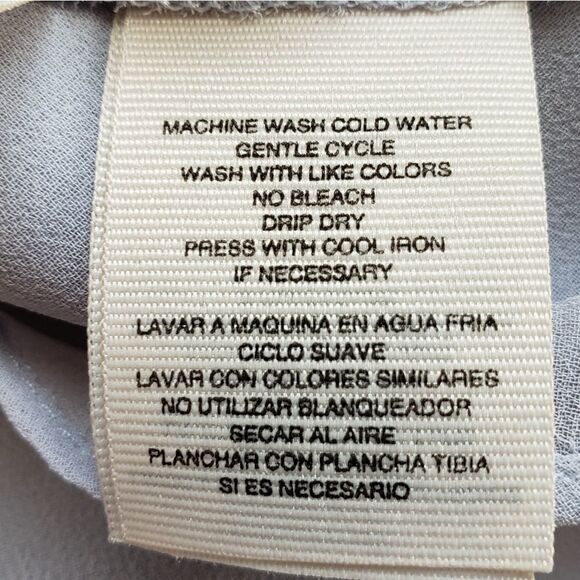 MACHINE WASH COLD WATER
GENTLE CYCLE
WASH WITH LIKE COLORS
NO BLEACH
DRIP DRY
PRESS WITH COOL IRON
IF NECESSARY
LAVAR A MAQUINA EN AGUA FRIA
CICLO SUAVE
LAVAR CON COLORES SIMILARES
NO UTILIZAR BLANQUEADOR
SECAR AL AIRE
PLANCHAR CON PLANCHA TIBIA
SI ES NECESARIO